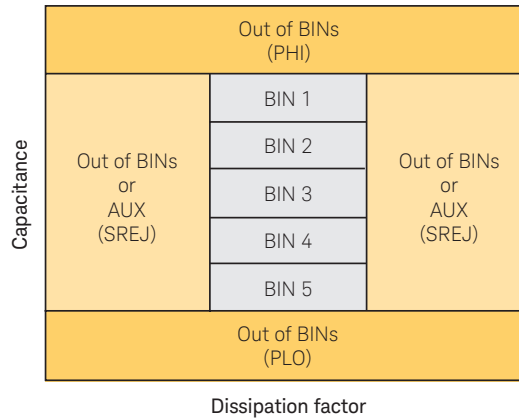 Out of BINs
(PHI)
Capacitance
Out of BINs
or
AUX
(SREJ)
BIN 1
BIN 2
BIN 3
BIN 4
BIN 5
Out of BINs
or
AUX
(SREJ)
Out of BINs
(PLO)
Dissipation factor